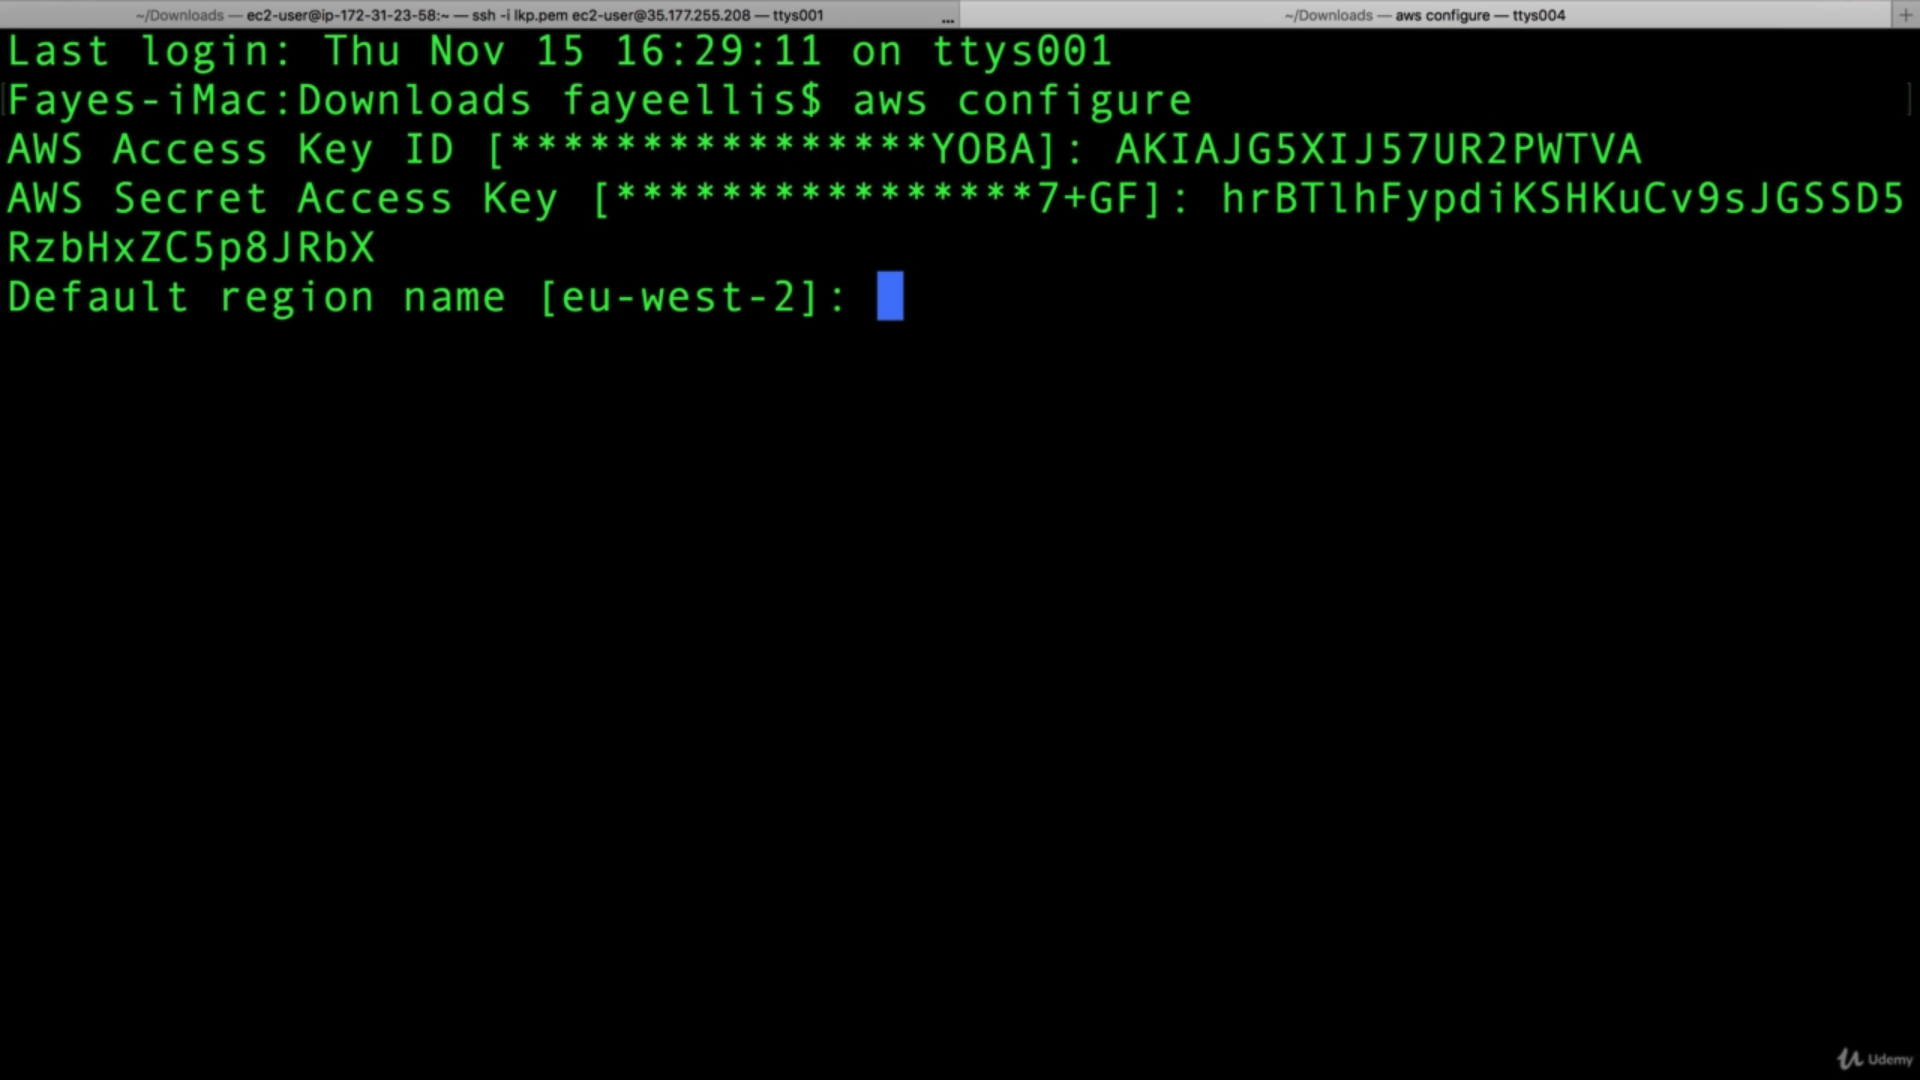 ~/Downloads — ec2-user@ip-172-31-23-58:~ — ssh -i lkp.pem ec2-user@35.177.255.208 — ttys001 ... ~/Downloads — aws configure — ttys004 +
Last login: Thu Nov 15 16:29:11 on ttys001
[Fayes-iMac:Downloads fayeellis$ aws configure ]
AWS Access Key ID [****************YOBA]: AKIAJG5XIJ57UR2PWTVA
AWS Secret Access Key [****************7+GF]: hrBTlhFypdiKSHKuCv9sJGSSD5
RzbHxZC5p8JRbX
Default region name [eu-west-2]:
Udemy